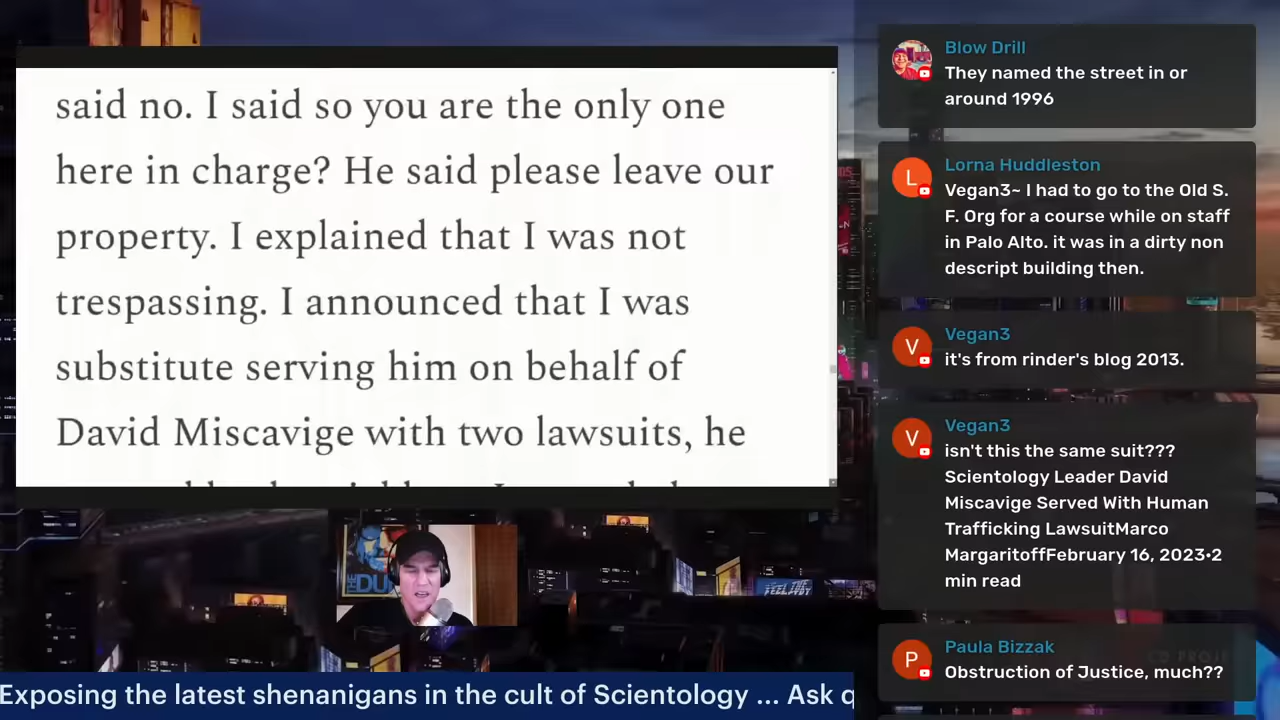 said no. I said so you are the only one
here in charge? He said please leave our
property. I explained that I was not
trespassing. I announced that I was
substitute serving him on behalf of
David Miscavige with two lawsuits, he
Blow Drill
They named the street in or
around 1996
L
Lorna Huddleston
Vegan3~ I had to go to the Old S.
F. Org for a course while on staff
in Palo Alto. it was in a dirty non
descript building then.
V
Vegan3
it's from rinder's blog 2013.
V
Vegan3
isn't this the same suit???
Scientology Leader David
Miscavige Served With Human
Trafficking LawsuitMarco
MargaritoffFebruary 16, 2023·2
min read
P
Paula Bizzak
Obstruction of Justice, much??
THE
DU
Exposing the latest shenanigans in the cult of Scientology ... Ask q